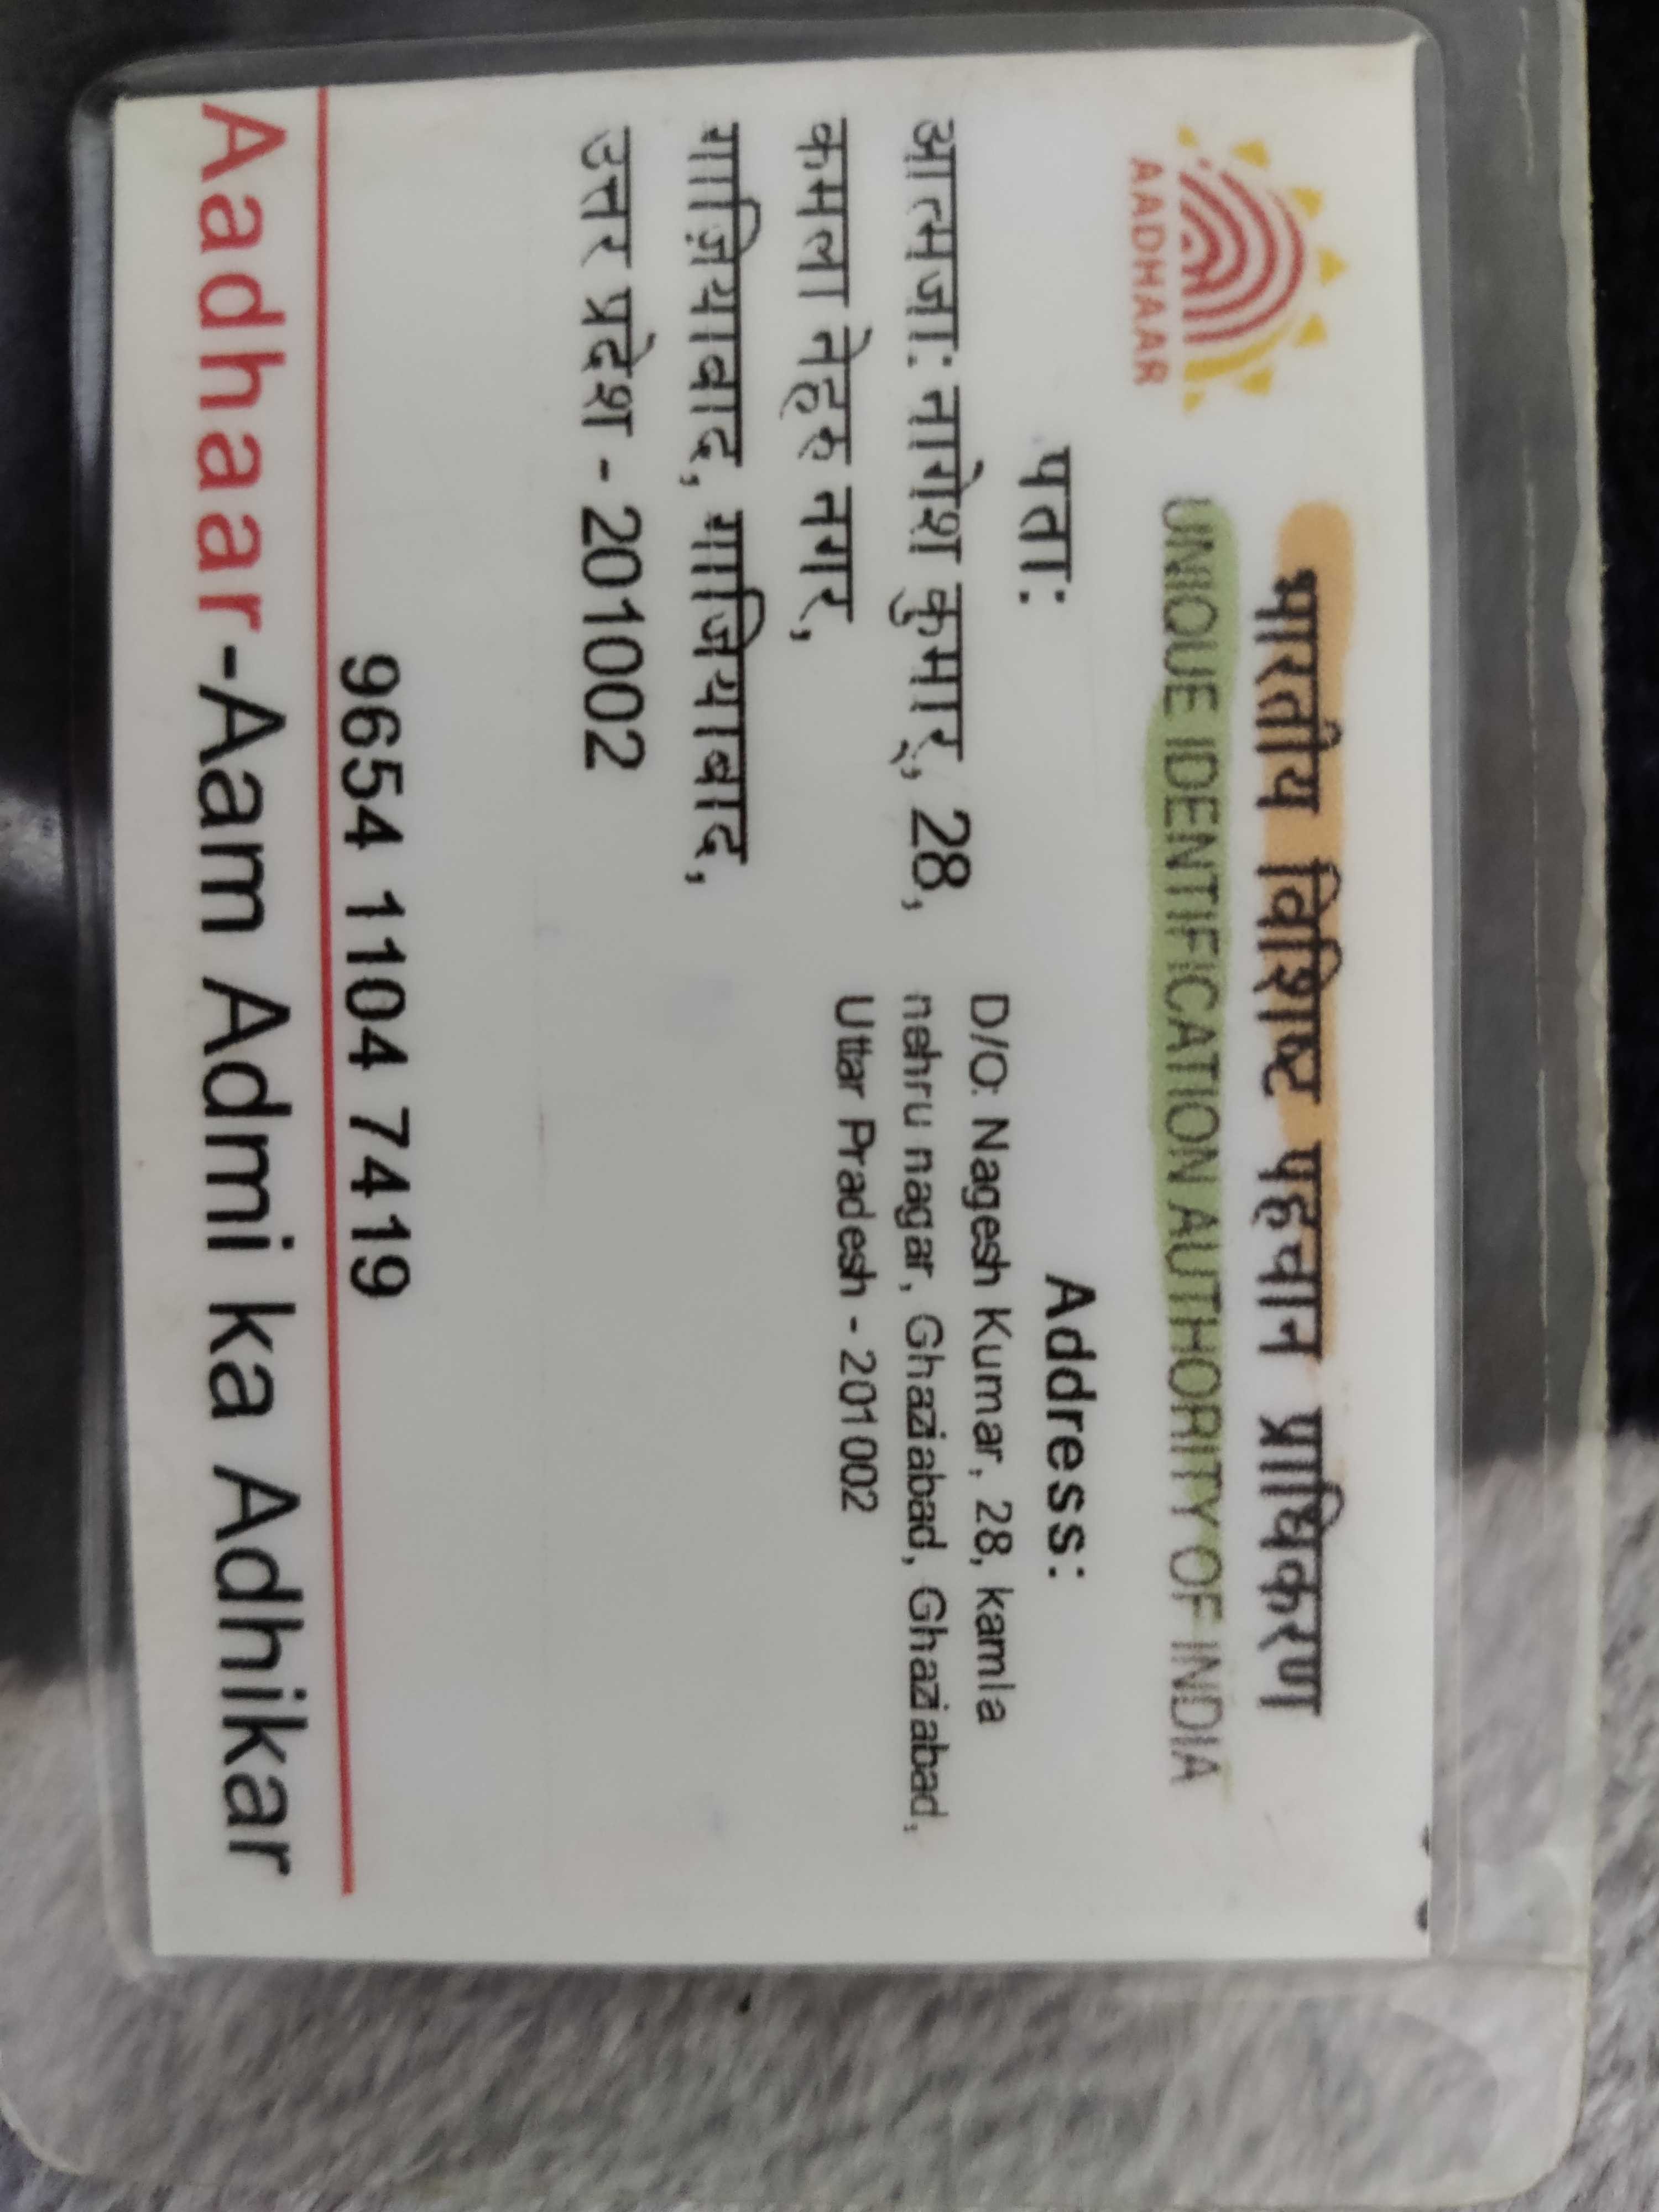 भारतीय विशिष्ट पहचान प्राधिकरण
UNIQUE IDENTIFICATION AUTHORITY OF INDIA
AADHAAR
पता:
आत्मजा: नागेश कुमार, 28,
कमला नेहरु नगर,
गाज़ियाबाद, गाजियाबाद,
उत्तर प्रदेश - 201002
Address:
D/O: Nagesh Kumar, 28, kamla
nehru nagar, Ghaziabad, Ghaziabad,
Uttar Pradesh - 201002
9654 1104 7419
Aadhaar-Aam Admi ka Adhikar